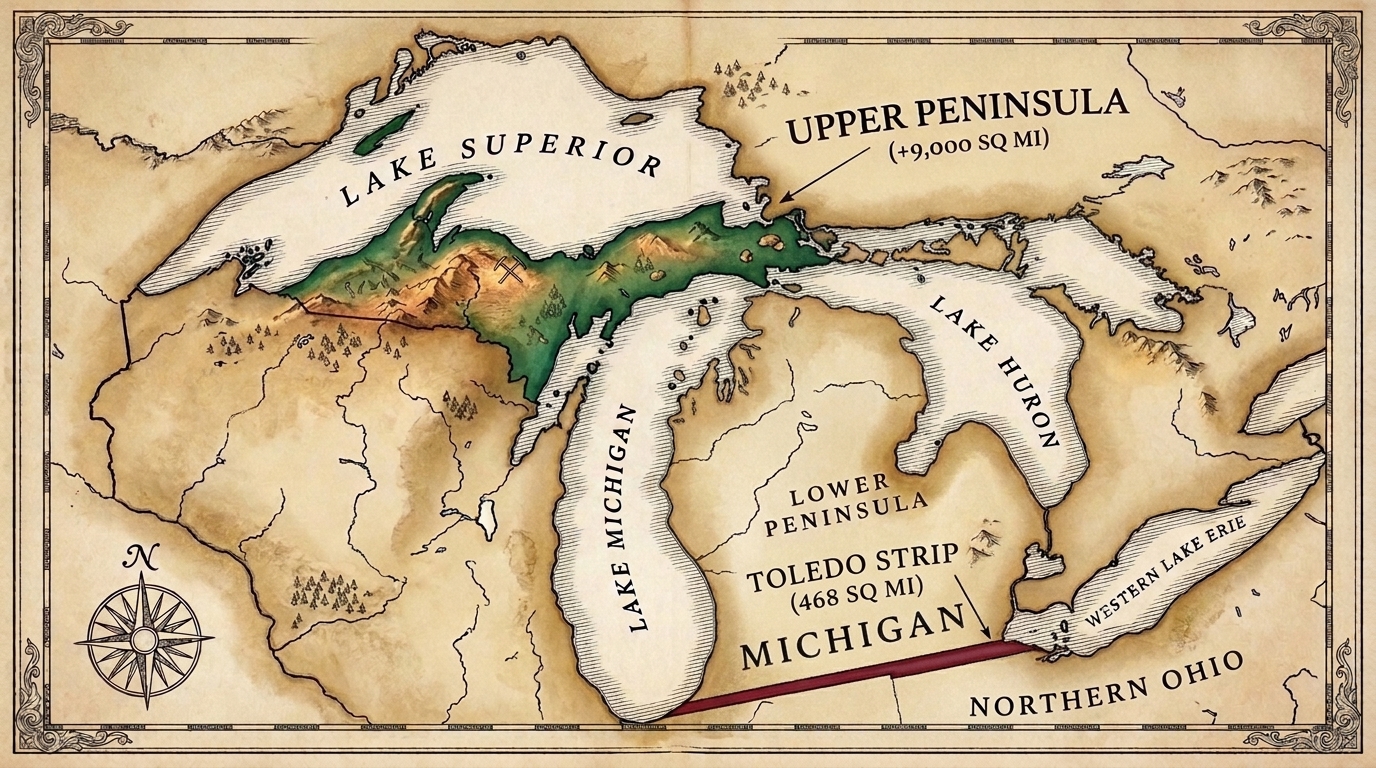 LAKE SUPERIOR
UPPER PENINSULA
(+9,000 SQ MI)
LAKE HURON
LAKE MICHIGAN
LOWER
PENINSULA
TOLEDO STRIP
(468 SQ MI)
MICHIGAN
WESTERN LAKE ERIE
NORTHERN OHIO
N